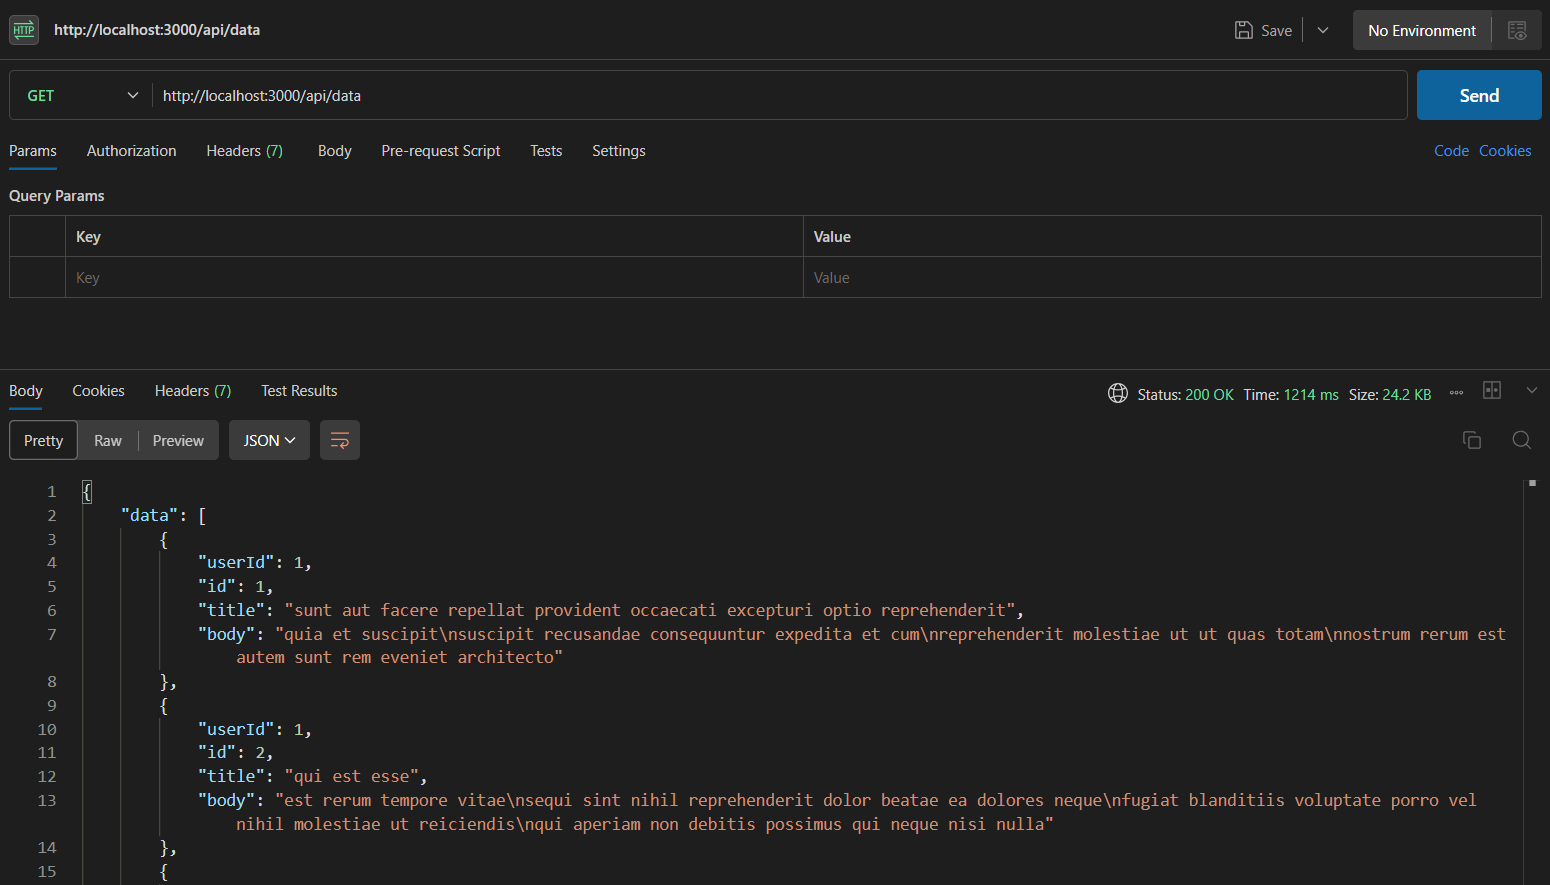 HTTP http://localhost:3000/api/data Save No Environment
GET http://localhost:3000/api/data Send
Params Authorization Headers (7) Body Pre-request Script Tests Settings Code Cookies
Query Params
Key Value
Key Value
Body Cookies Headers (7) Test Results Status: 200 OK Time: 1214 ms Size: 24.2 KB
Pretty Raw Preview JSON
1 {
2 "data": [
3 {
4 "userId": 1,
5 "id": 1,
6 "title": "sunt aut facere repellat provident occaecati excepturi optio reprehenderit",
7 "body": "quia et suscipit\nsuscipit recusandae consequuntur expedita et cum\nreprehenderit molestiae ut ut quas totam\nnostrum rerum est
autem sunt rem eveniet architecto"
8 },
9 {
10 "userId": 1,
11 "id": 2,
12 "title": "qui est esse",
13 "body": "est rerum tempore vitae\nsequi sint nihil reprehenderit dolor beatae ea dolores neque\nfugiat blanditiis voluptate porro vel
nihil molestiae ut reiciendis\nqui aperiam non debitis possimus qui neque nisi nulla"
14 },
15 {